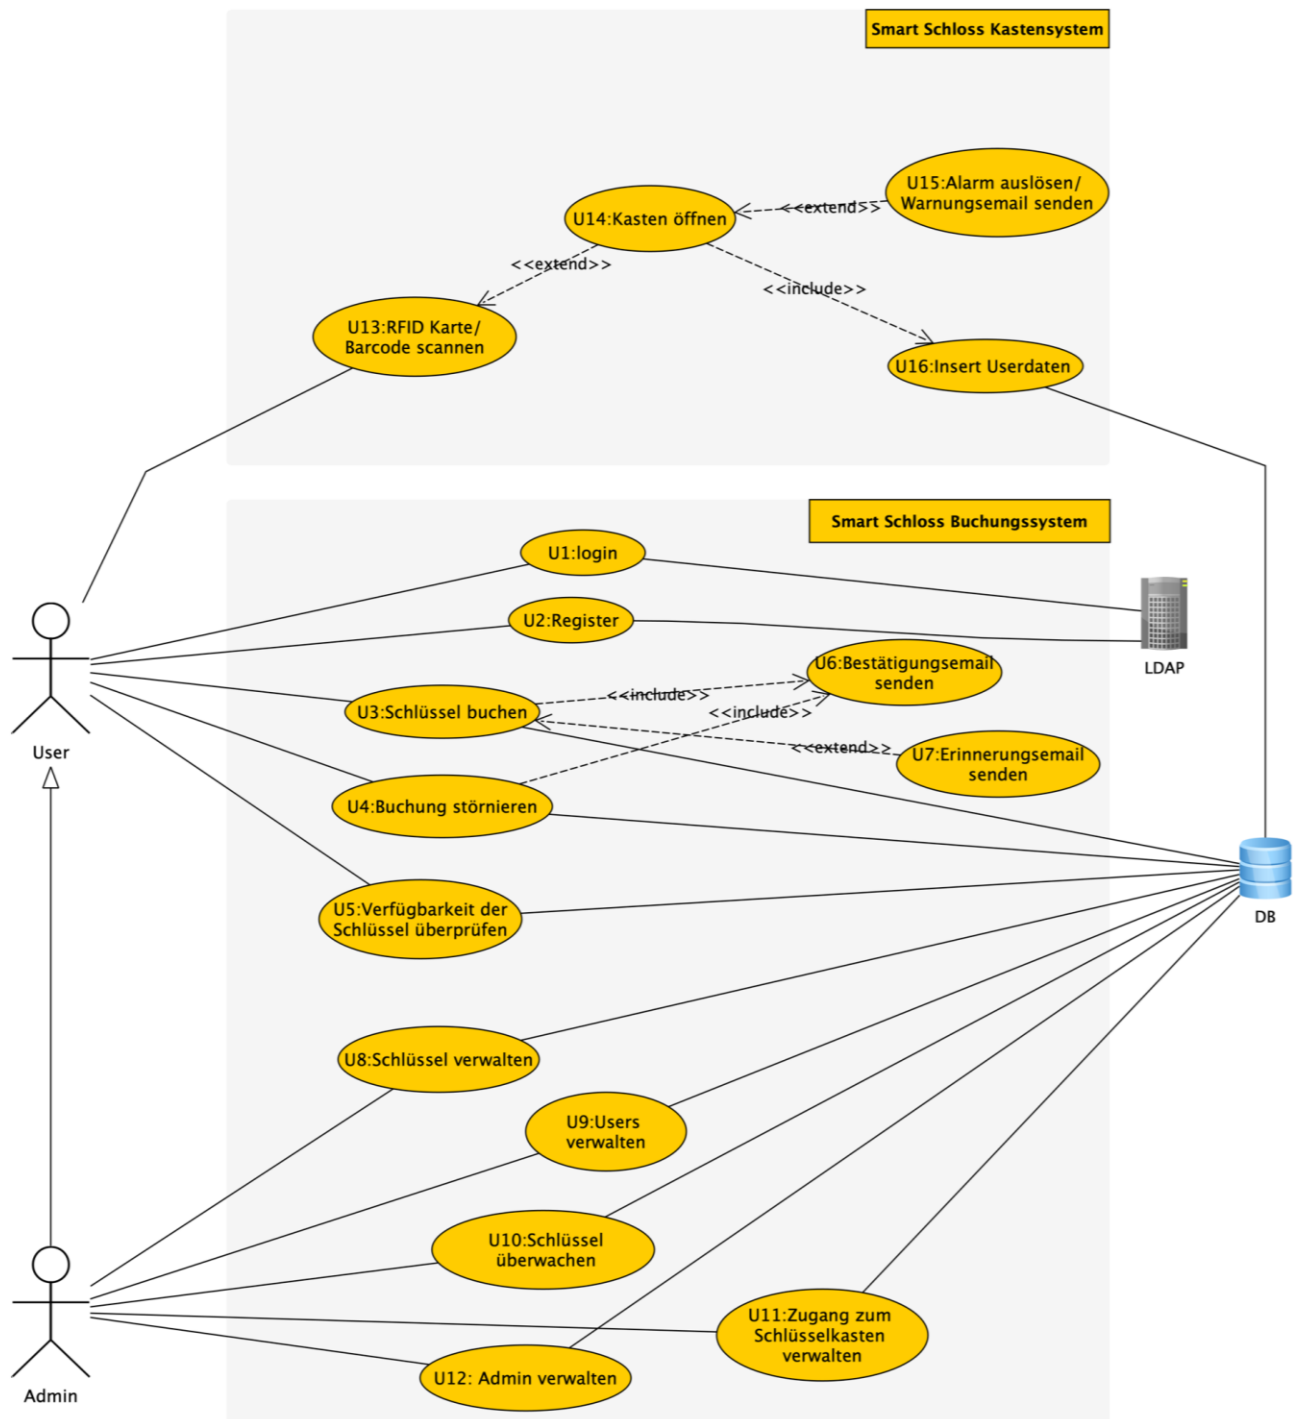 Smart Schloss Kastensystem
U15:Alarm auslösen/
Warnungsemail senden
U14:Kasten öffnen
<<extend>>
<<extend>>
<<include>>
U13:RFID Karte/
Barcode scannen
U16:Insert Userdaten
Smart Schloss Buchungssystem
U1:login
U2:Register
LDAP
U6:Bestätigungsemail
senden
<<include>>
<<include>>
U3:Schlüssel buchen
User
<<extend>>
U7:Erinnerungsemail
senden
U4:Buchung störnieren
U5:Verfügbarkeit der
Schlüssel überprüfen
DB
U8:Schlüssel verwalten
U9:Users
verwalten
U10:Schlüssel
überwachen
U11:Zugang zum
Schlüsselkasten
verwalten
U12: Admin verwalten
Admin